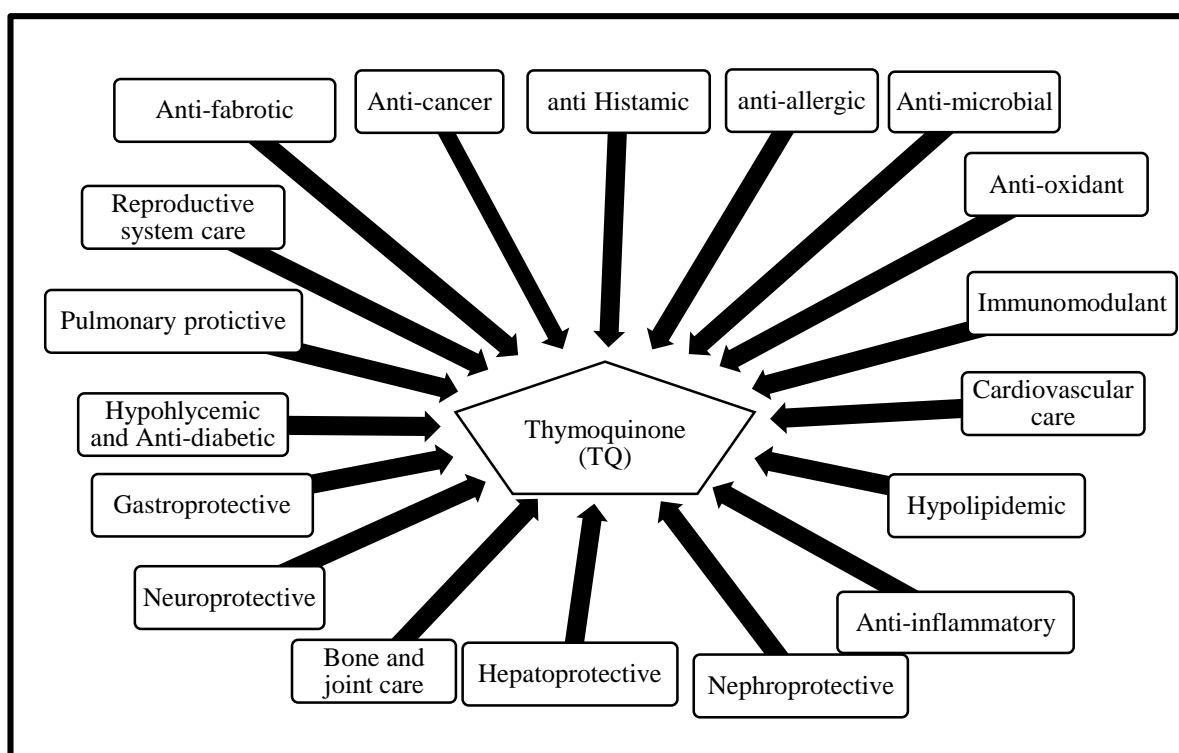 Anti-fabrotic
Anti-cancer
anti Histamic
anti-allergic
Anti-microbial
Anti-oxidant
Reproductive
system care
Immunomodulant
Pulmonary protictive
Cardiovascular
care
Hypohlycemic
and Anti-diabetic
Thymoquinone
(TQ)
Gastroprotective
Hypolipidemic
Neuroprotective
Anti-inflammatory
Bone and
joint care
Hepatoprotective
Nephroprotective